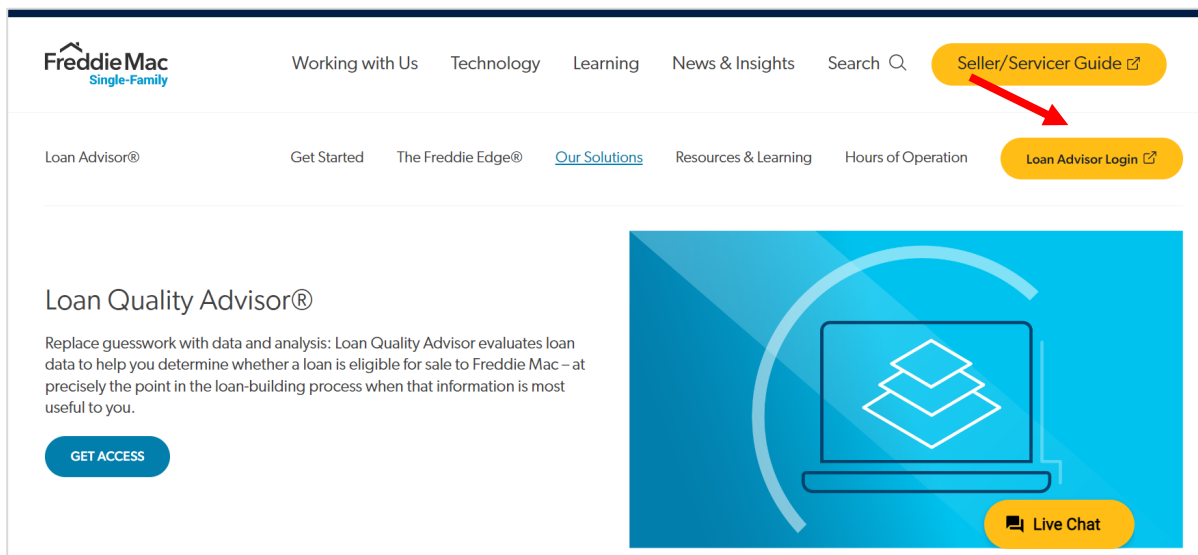 FreddieMac
Single-Family
Working with Us
Technology
Learning
News & Insights
Search
Seller/Servicer Guide
Loan Advisor®
Get Started
The Freddie Edge®
Our Solutions
Resources & Learning
Hours of Operation
Loan Advisor Login
Loan Quality Advisor®
Replace guesswork with data and analysis: Loan Quality Advisor evaluates loan
data to help you determine whether a loan is eligible for sale to Freddie Mac – at
precisely the point in the loan-building process when that information is most
useful to you.
GET ACCESS
Live Chat